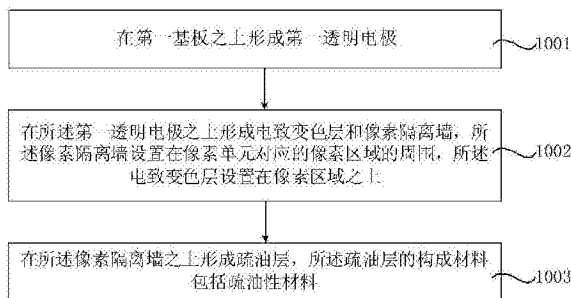 在第一基板之上形成第一透明电极
1001
在所述第一透明电极之上形成电致变色层和像素隔离墙，所
述像素隔离墙设置在像素单元对应的像素区域的周围，所述
电致变色层设置在像素区域之上
1002
在所述像素隔离墙之上形成疏油层，所述疏油层的构成材料
包括疏油性材料
1003